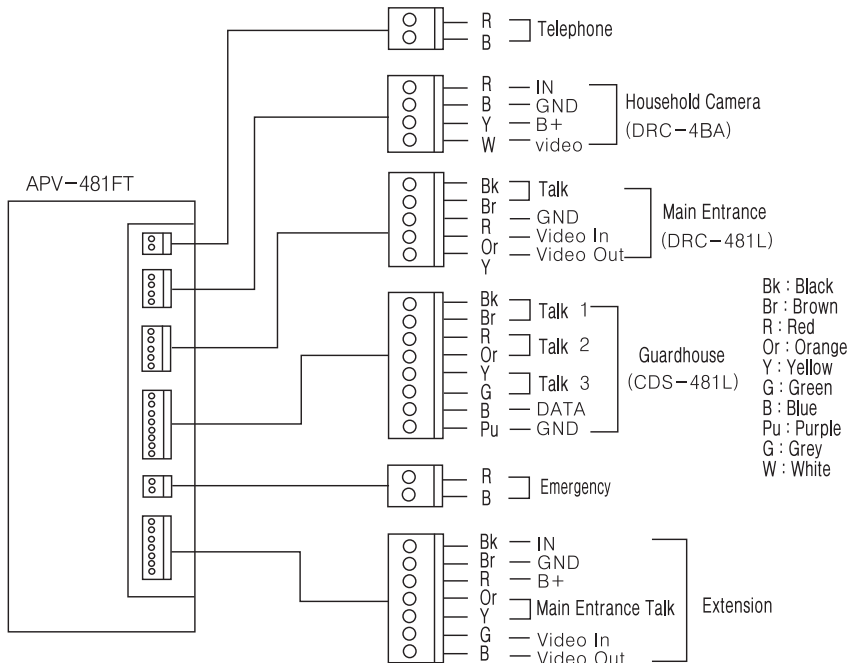 R
B
Telephone
R — IN
B — GND
Y — B+
W — video
Household Camera
(DRC-4BA)
APV-481FT
Bk
Br
Talk
R — GND
Or — Video In
Y — Video Out
Main Entrance
(DRC-481L)
Bk
Br
Talk 1
R
Or
Talk 2
Y
G
Talk 3
B — DATA
Pu — GND
Guardhouse
(CDS-481L)
Bk : Black
Br : Brown
R : Red
Or : Orange
Y : Yellow
G : Green
B : Blue
Pu : Purple
G : Grey
W : White
R
B
Emergency
Bk — IN
Br — GND
R — B+
Or
Y
Main Entrance Talk
G — Video In
B — Video Out
Extension